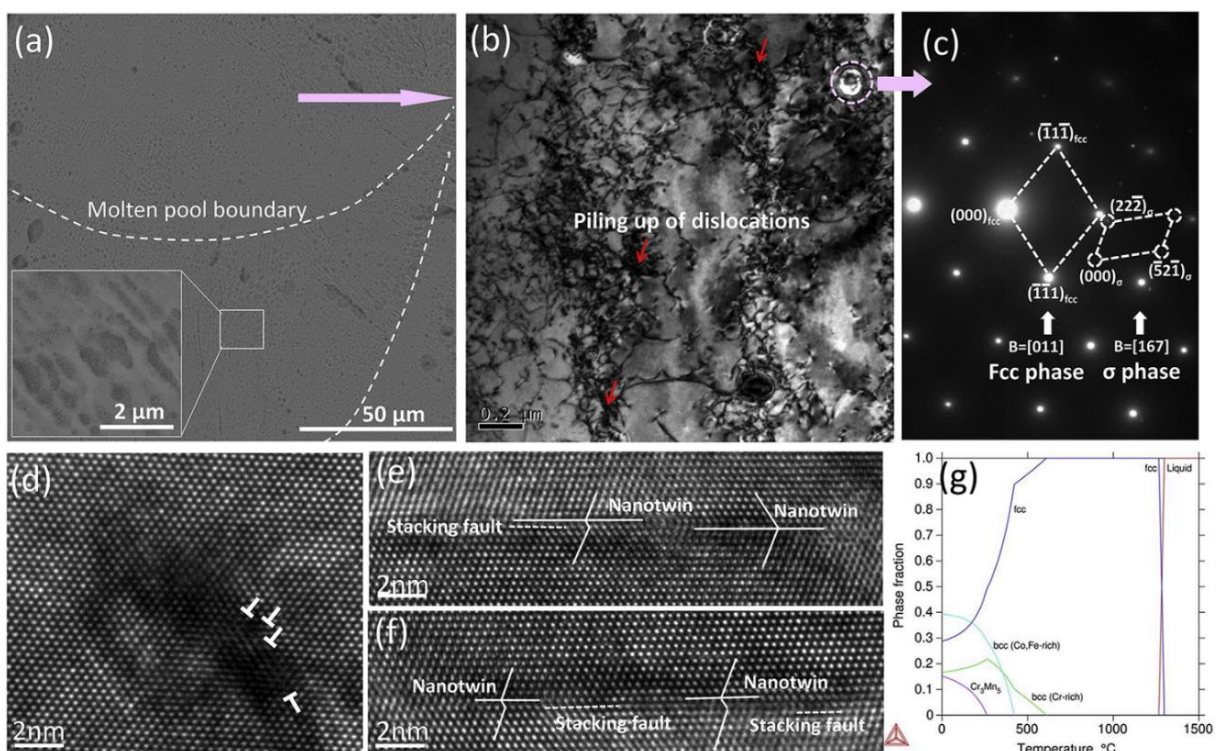 (a)
Molten pool boundary
2 μm
50 μm
(b)
Piling up of dislocations
0.2 μm
(c)
(1̄11̄)fcc
(000)fcc
(222̄)σ
(000)σ
(5̄21̄)σ
(1̄1̄1)fcc
B=[011]
Fcc phase
B=[167]
σ phase
(d)
2nm
(e)
Nanotwin
Nanotwin
Stacking fault
2nm
(f)
Nanotwin
Nanotwin
Stacking fault
Stacking fault
2nm
(g)
Phase fraction
1.0
0.9
0.8
0.7
0.6
0.5
0.4
0.3
0.2
0.1
0
fcc
Liquid
fcc
bcc (Co,Fe-rich)
Cr3Mn5
bcc (Cr-rich)
0
500
1000
1500
Temperature, °C